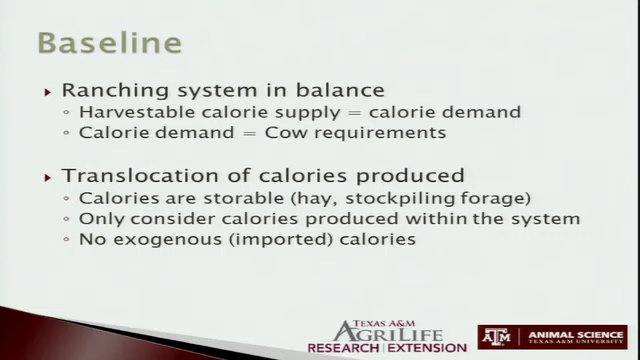 Baseline
Ranching system in balance
Harvestable calorie supply = calorie demand
Calorie demand = Cow requirements
Translocation of calories produced
Calories are storable (hay, stockpiling forage)
Only consider calories produced within the system
No exogenous (imported) calories
TEXAS A&M
AGRILIFE
RESEARCH | EXTENSION
ATM
ANIMAL SCIENCE
TEXAS A&M UNIVERSITY